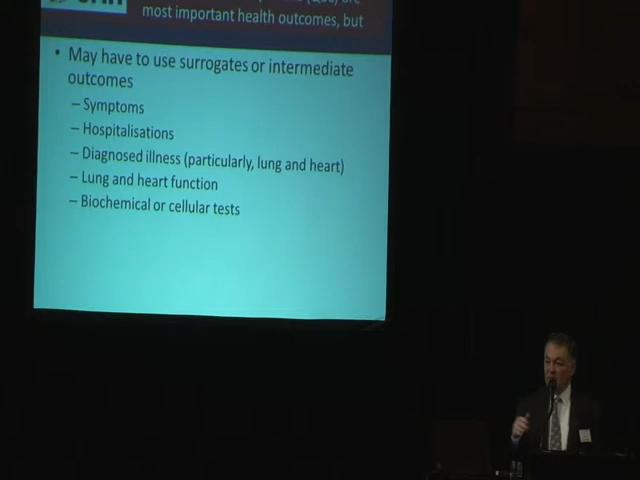 most important health outcomes, but
• May have to use surrogates or intermediate
outcomes
– Symptoms
– Hospitalisations
– Diagnosed illness (particularly, lung and heart)
– Lung and heart function
– Biochemical or cellular tests